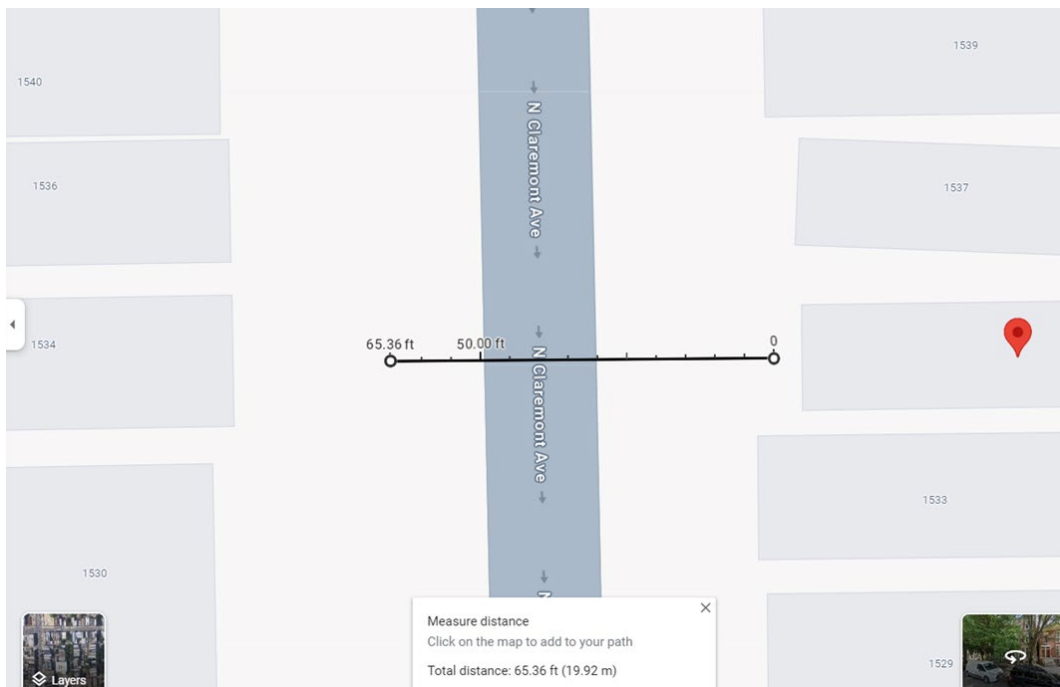 1539
1540
N Claremont Ave
1536
1537
65.36 ft
50.00 ft
0
1534
N Claremont Ave
1533
1530
N
Measure distance
Click on the map to add to your path
Total distance: 65.36 ft (19.92 m)
1529
Layers